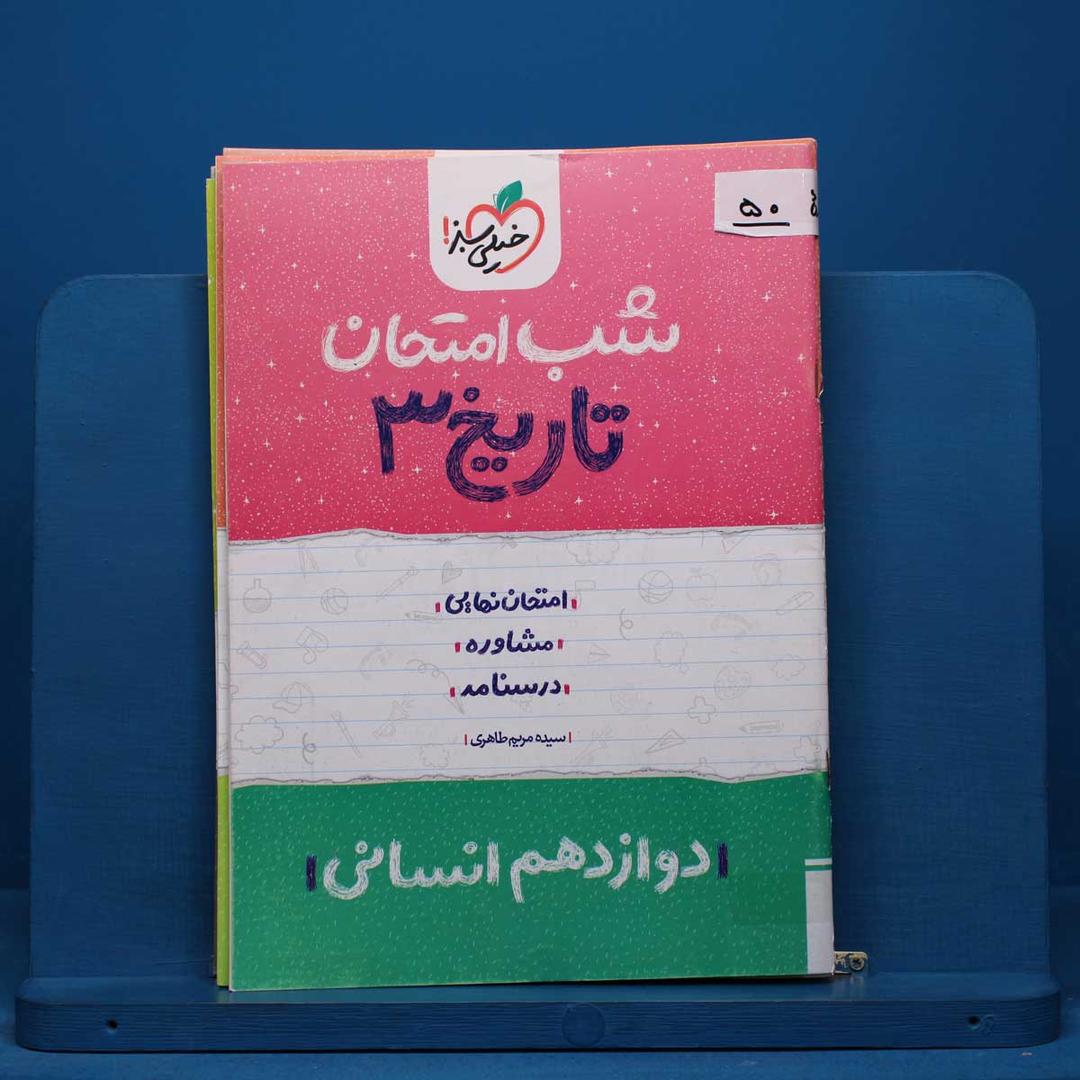 خیلی سبز!
۵۰
شب امتحان
تاریخ ۳
امتحان نهایی
مشاوره
درسنامه
سیده مریم طاهری
دوازدهم انسانی